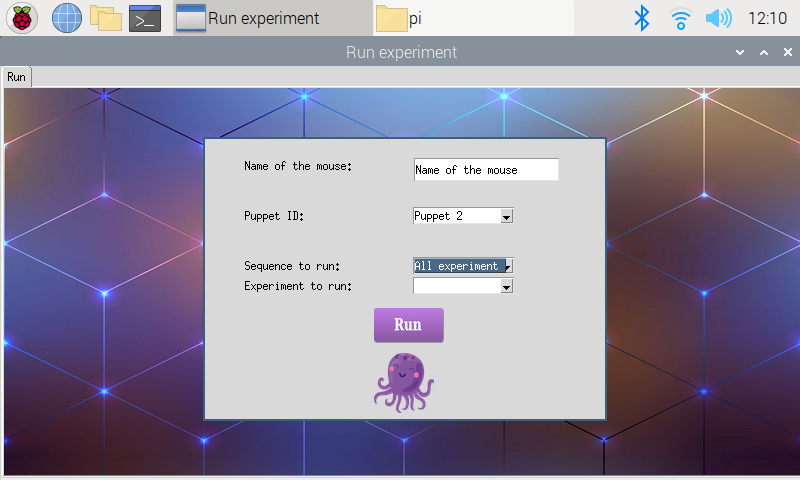 Run experiment
pi
12:10
Run experiment
Run
Name of the mouse: Name of the mouse
Puppet ID: Puppet 2
Sequence to run: All experiment
Experiment to run:
Run